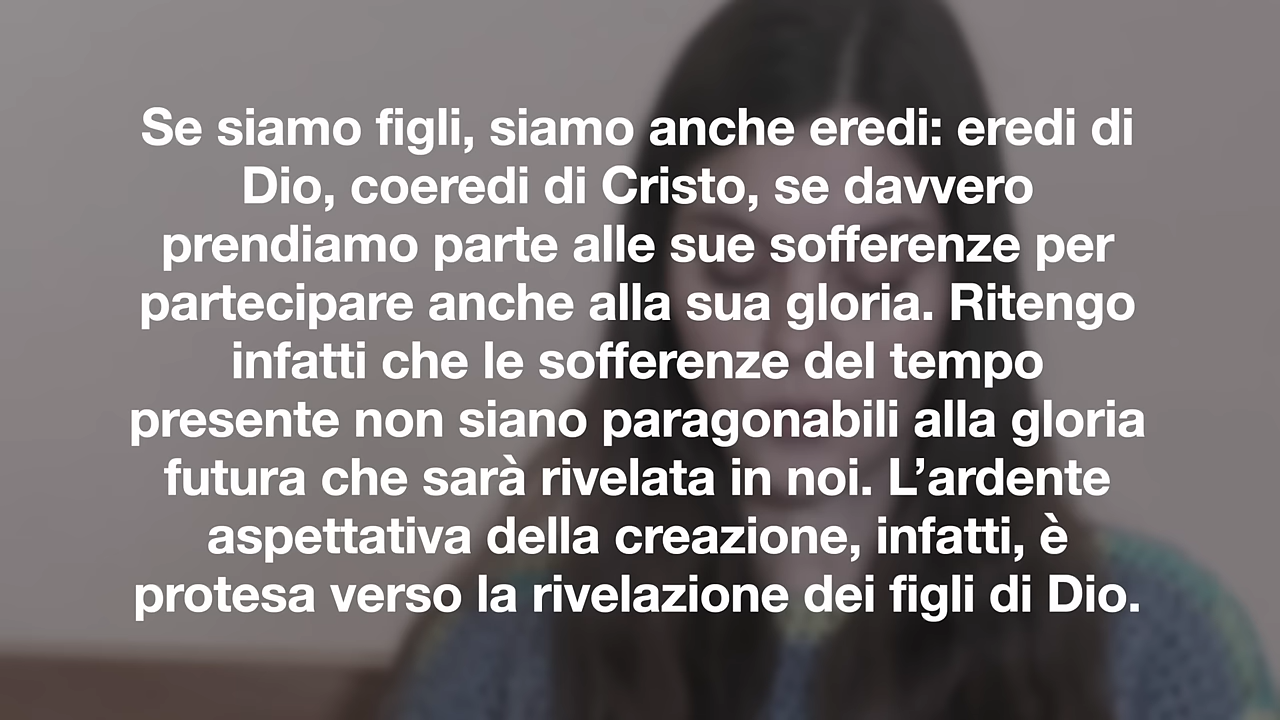 Se siamo figli, siamo anche eredi: eredi di
Dio, coeredi di Cristo, se davvero
prendiamo parte alle sue sofferenze per
partecipare anche alla sua gloria. Ritengo
infatti che le sofferenze del tempo
presente non siano paragonabili alla gloria
futura che sarà rivelata in noi. L’ardente
aspettativa della creazione, infatti, è
protesa verso la rivelazione dei figli di Dio.